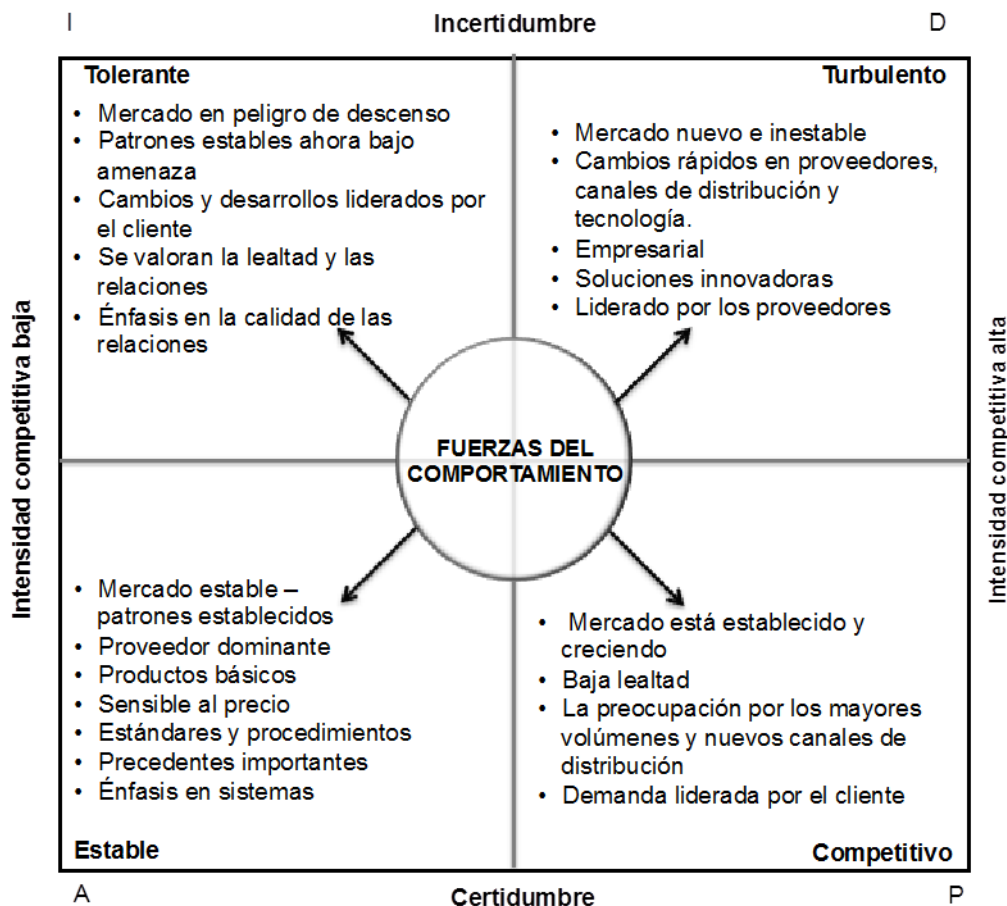 I
Incertidumbre
D
Tolerante
• Mercado en peligro de descenso
• Patrones estables ahora bajo
amenaza
• Cambios y desarrollos liderados por
el cliente
• Se valoran la lealtad y las
relaciones
• Énfasis en la calidad de las
relaciones
Turbulento
• Mercado nuevo e inestable
• Cambios rápidos en proveedores,
canales de distribución y
tecnología.
• Empresarial
• Soluciones innovadoras
• Liderado por los proveedores
Intensidad competitiva baja
FUERZAS DEL
COMPORTAMIENTO
Intensidad competitiva alta
• Mercado estable –
patrones establecidos
• Proveedor dominante
• Productos básicos
• Sensible al precio
• Estándares y procedimientos
• Precedentes importantes
• Énfasis en sistemas
Estable
• Mercado está establecido y
creciendo
• Baja lealtad
• La preocupación por los mayores
volúmenes y nuevos canales de
distribución
• Demanda liderada por el cliente
Competitivo
A
Certidumbre
P